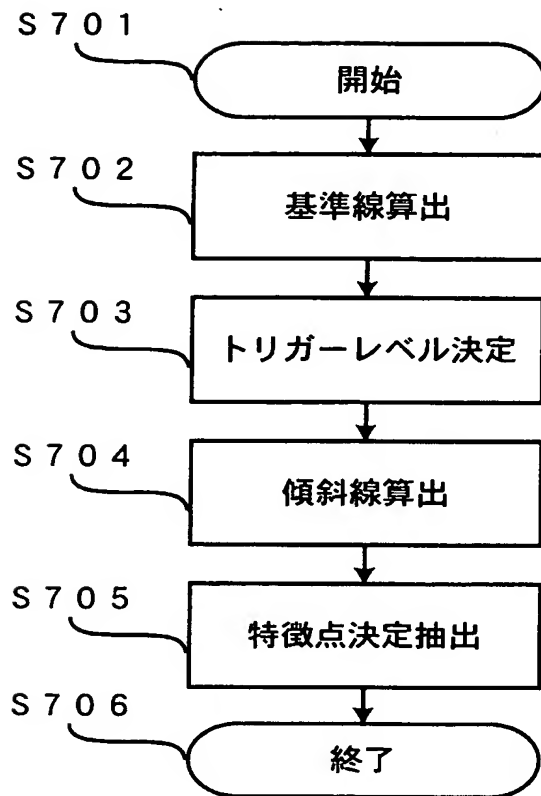 S701
開始
S702
基準線算出
S703
トリガーレベル決定
S704
傾斜線算出
S705
特徴点決定抽出
S706
終了